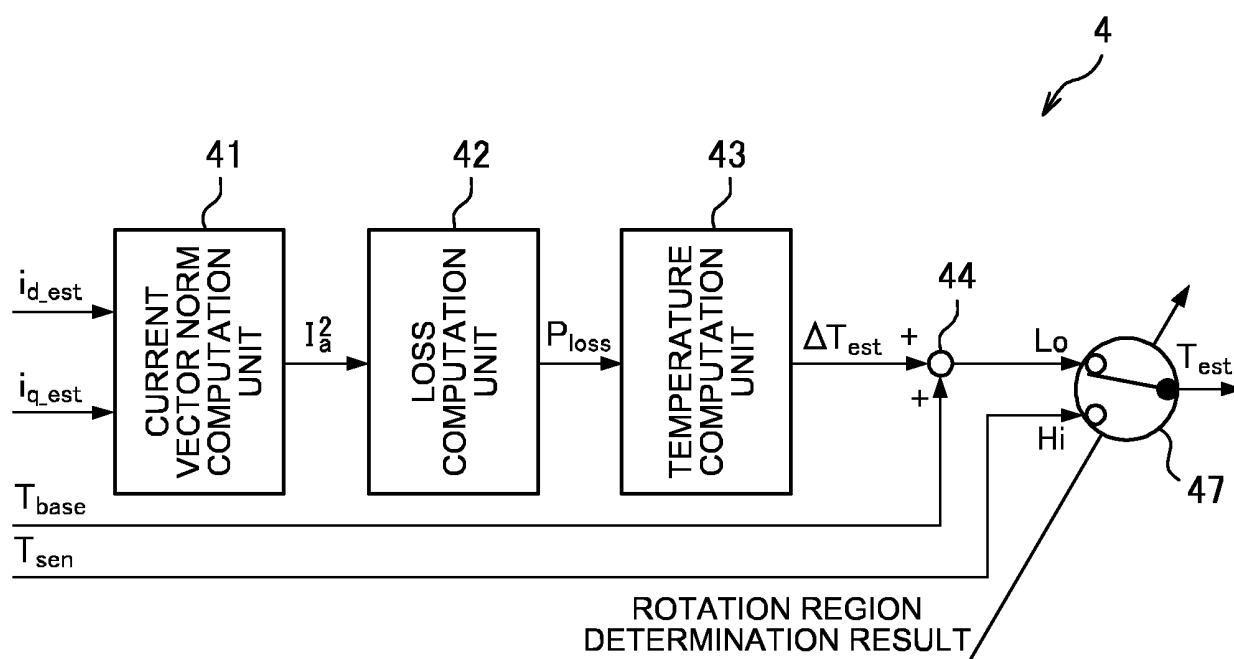 4
41
42
43
i_d_est
i_q_est
CURRENT
VECTOR NORM
COMPUTATION
UNIT
I_a^2
LOSS
COMPUTATION
UNIT
P_loss
TEMPERATURE
COMPUTATION
UNIT
ΔT_est
+
+
44
Lo
Hi
T_est
47
T_base
T_sen
ROTATION REGION
DETERMINATION RESULT